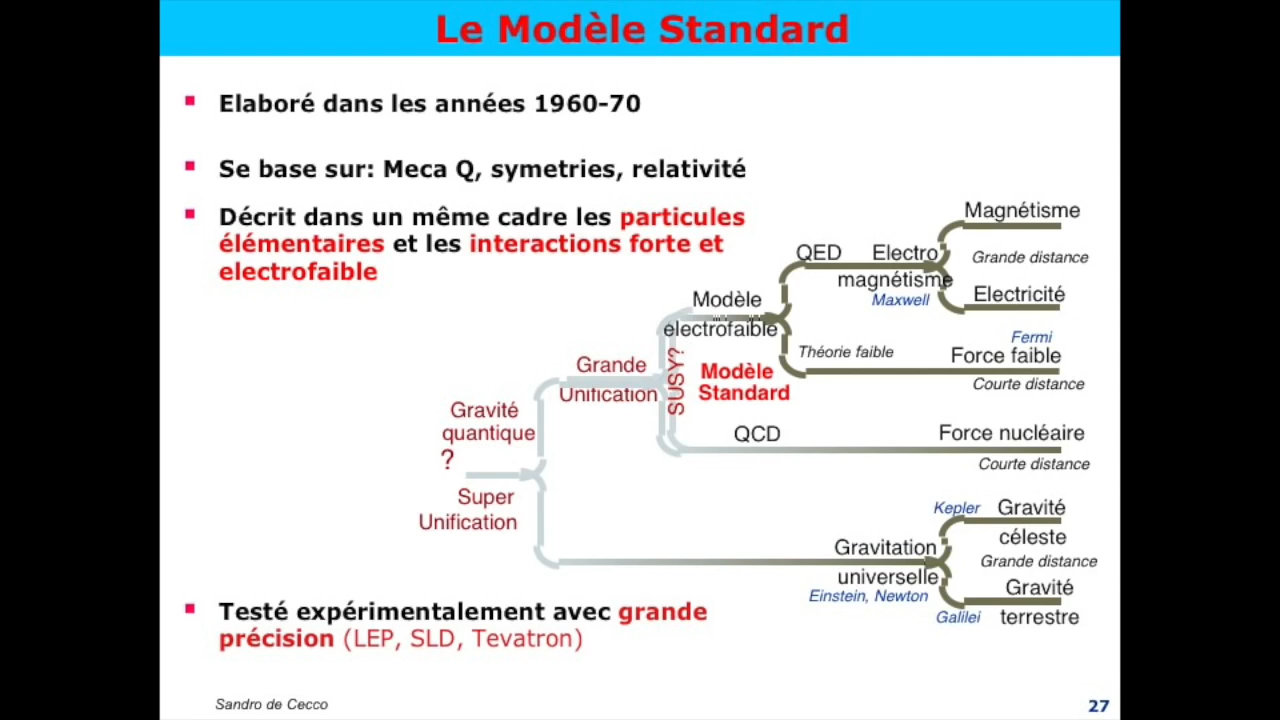 Le Modèle Standard
Elaboré dans les années 1960-70
Se base sur: Meca Q, symetries, relativité
Décrit dans un même cadre les particules
élémentaires et les interactions forte et
electrofaible
Magnétisme
QED
Electro
magnétisme
Grande distance
Maxwell
Electricité
Modèle
electrofaible
Fermi
Théorie faible
Force faible
Courte distance
Grande
Unification
SUSY?
Modèle
Standard
Gravité
quantique
?
QCD
Force nucléaire
Courte distance
Super
Unification
Kepler
Gravité
céleste
Gravitation
universelle
Grande distance
Einstein, Newton
Gravité
terrestre
Galilei
Testé expérimentalement avec grande
précision (LEP, SLD, Tevatron)
Sandro de Cecco
27